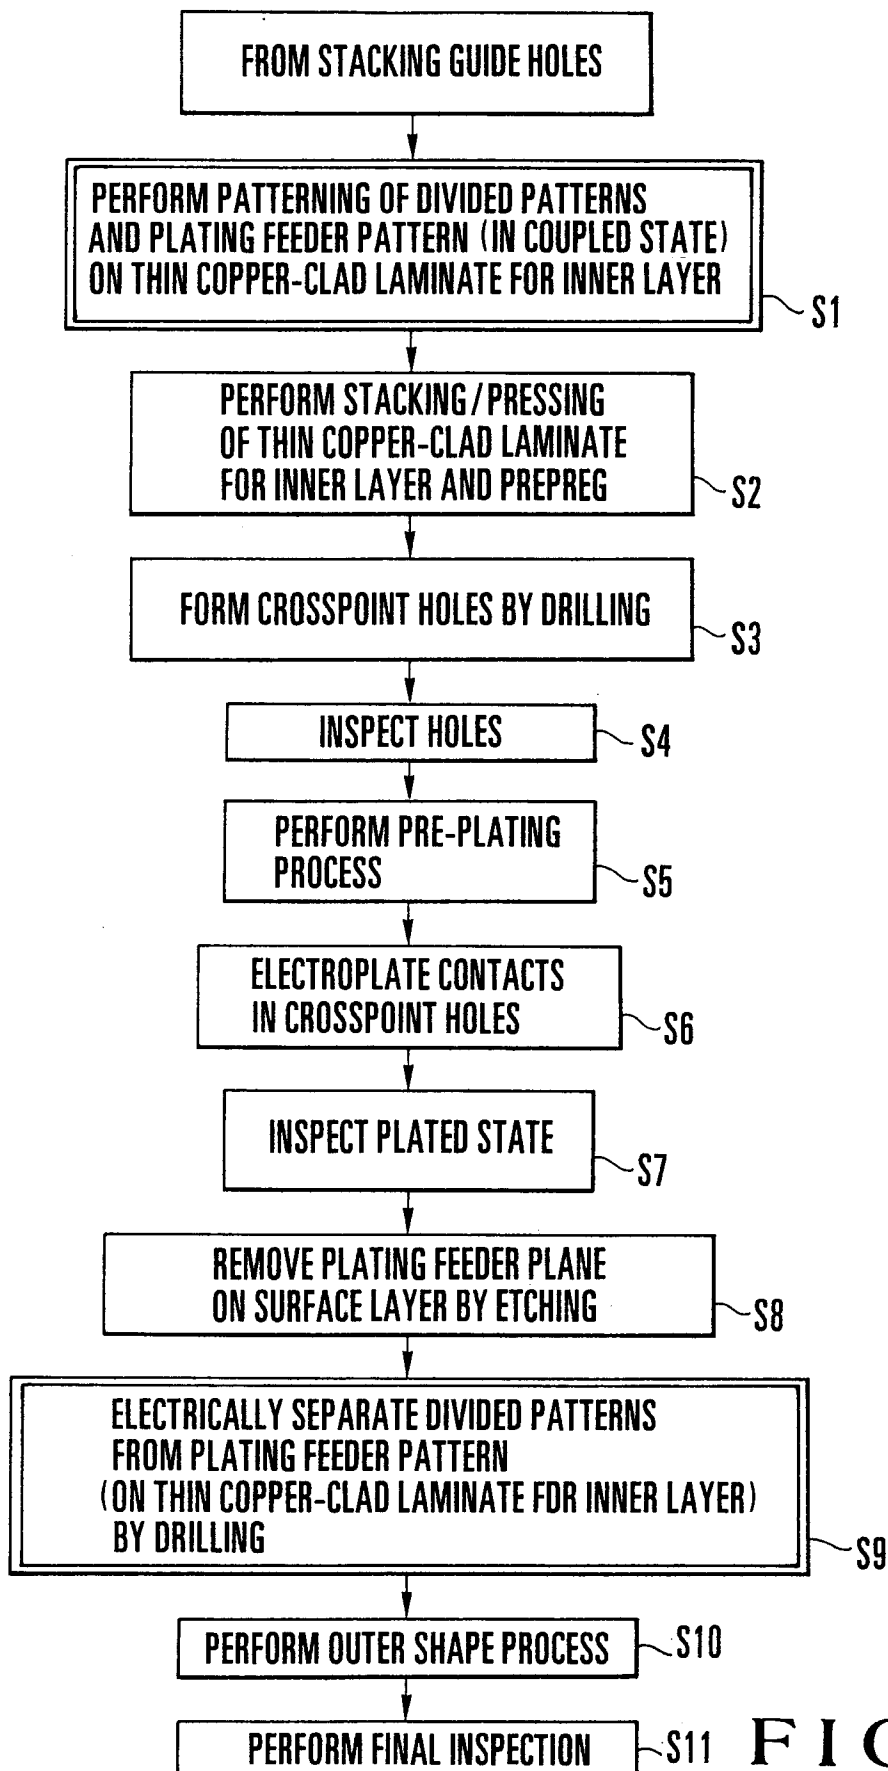 FROM STACKING GUIDE HOLES
PERFORM PATTERNING OF DIVIDED PATTERNS
AND PLATING FEEDER PATTERN (IN COUPLED STATE)
ON THIN COPPER-CLAD LAMINATE FOR INNER LAYER
S1
PERFORM STACKING/PRESSING
OF THIN COPPER-CLAD LAMINATE
FOR INNER LAYER AND PREPREG
S2
FORM CROSSPOINT HOLES BY DRILLING
S3
INSPECT HOLES
S4
PERFORM PRE-PLATING
PROCESS
S5
ELECTROPLATE CONTACTS
IN CROSSPOINT HOLES
S6
INSPECT PLATED STATE
S7
REMOVE PLATING FEEDER PLANE
ON SURFACE LAYER BY ETCHING
S8
ELECTRICALLY SEPARATE DIVIDED PATTERNS
FROM PLATING FEEDER PATTERN
(ON THIN COPPER-CLAD LAMINATE FDR INNER LAYER)
BY DRILLING
S9
PERFORM OUTER SHAPE PROCESS
S10
PERFORM FINAL INSPECTION
S11